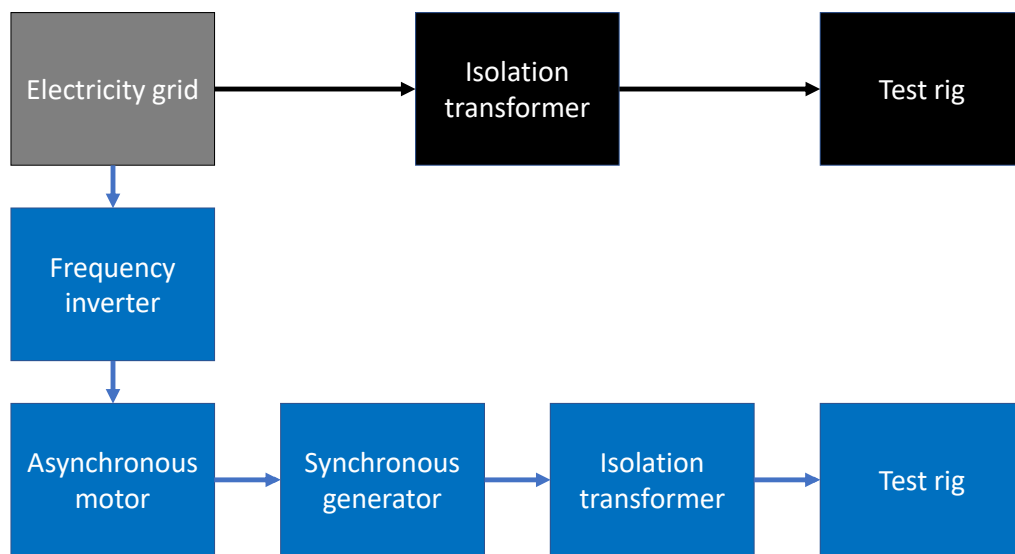 Electricity grid
Isolation
transformer
Test rig
Frequency
inverter
Asynchronous
motor
Synchronous
generator
Isolation
transformer
Test rig